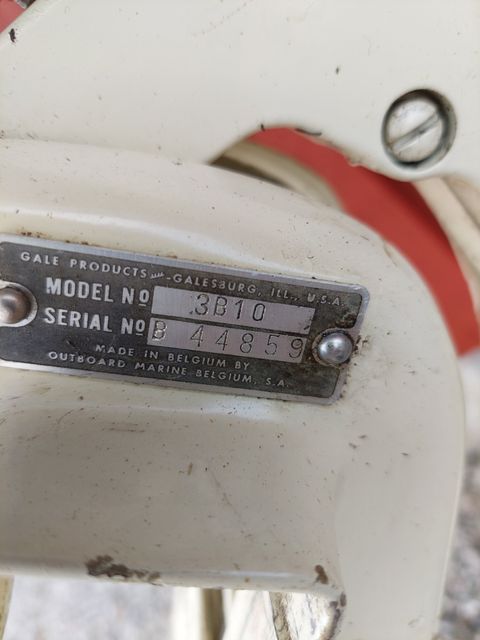 GALE PRODUCTS - GALESBURG, ILL., U.S.A.
MODEL NO 3B10
SERIAL NO B 44859
MADE IN BELGIUM BY
OUTBOARD MARINE BELGIUM, S.A.